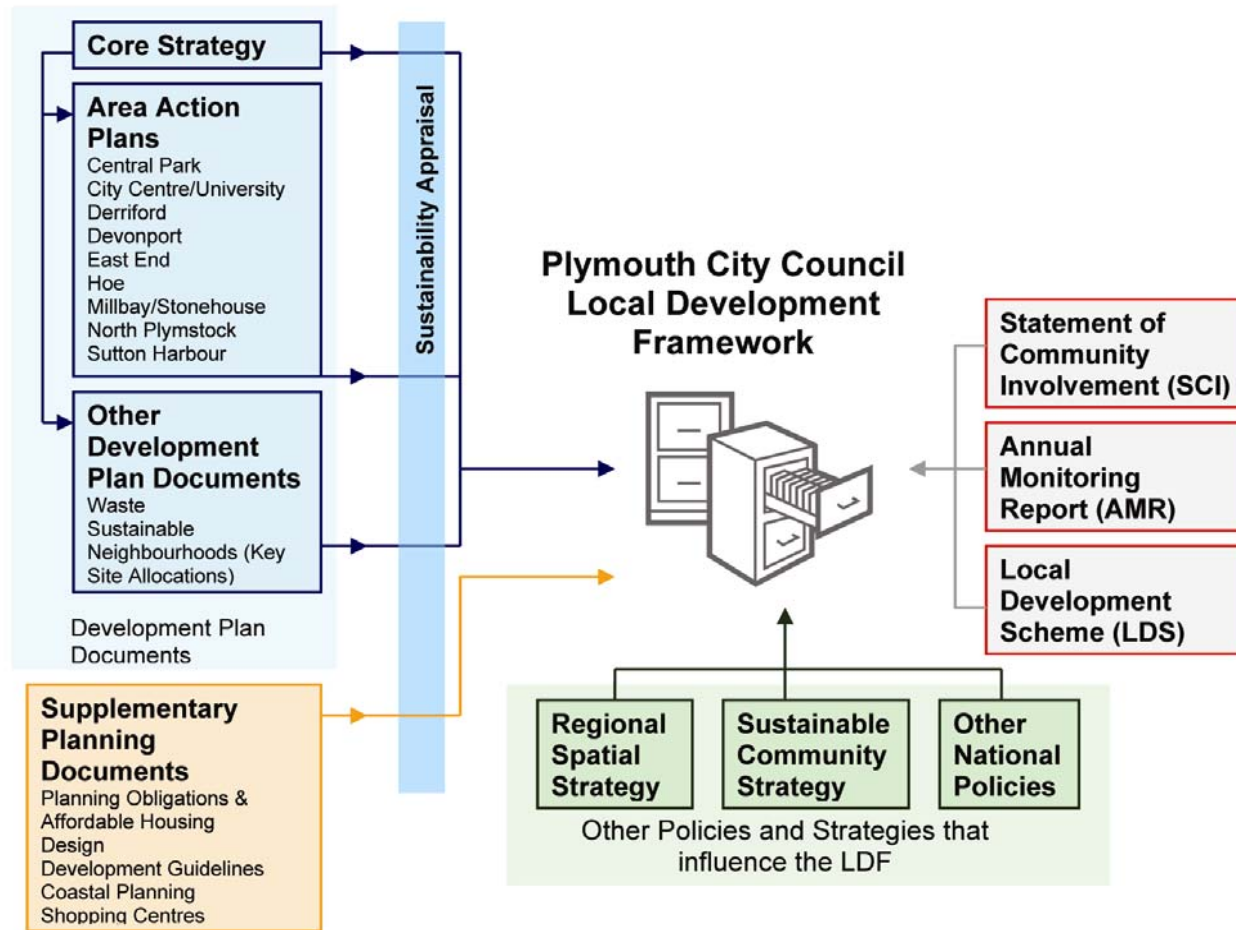 Core Strategy
Area Action
Plans
Central Park
City Centre/University
Derriford
Devonport
East End
Hoe
Millbay/Stonehouse
North Plymstock
Sutton Harbour
Other
Development
Plan Documents
Waste
Sustainable
Neighbourhoods (Key
Site Allocations)
Development Plan
Documents
Supplementary
Planning
Documents
Planning Obligations &
Affordable Housing
Design
Development Guidelines
Coastal Planning
Shopping Centres
Sustainability Appraisal
Plymouth City Council
Local Development
Framework
Statement of
Community
Involvement (SCI)
Annual
Monitoring
Report (AMR)
Local
Development
Scheme (LDS)
Regional
Spatial
Strategy
Sustainable
Community
Strategy
Other
National
Policies
Other Policies and Strategies that
influence the LDF